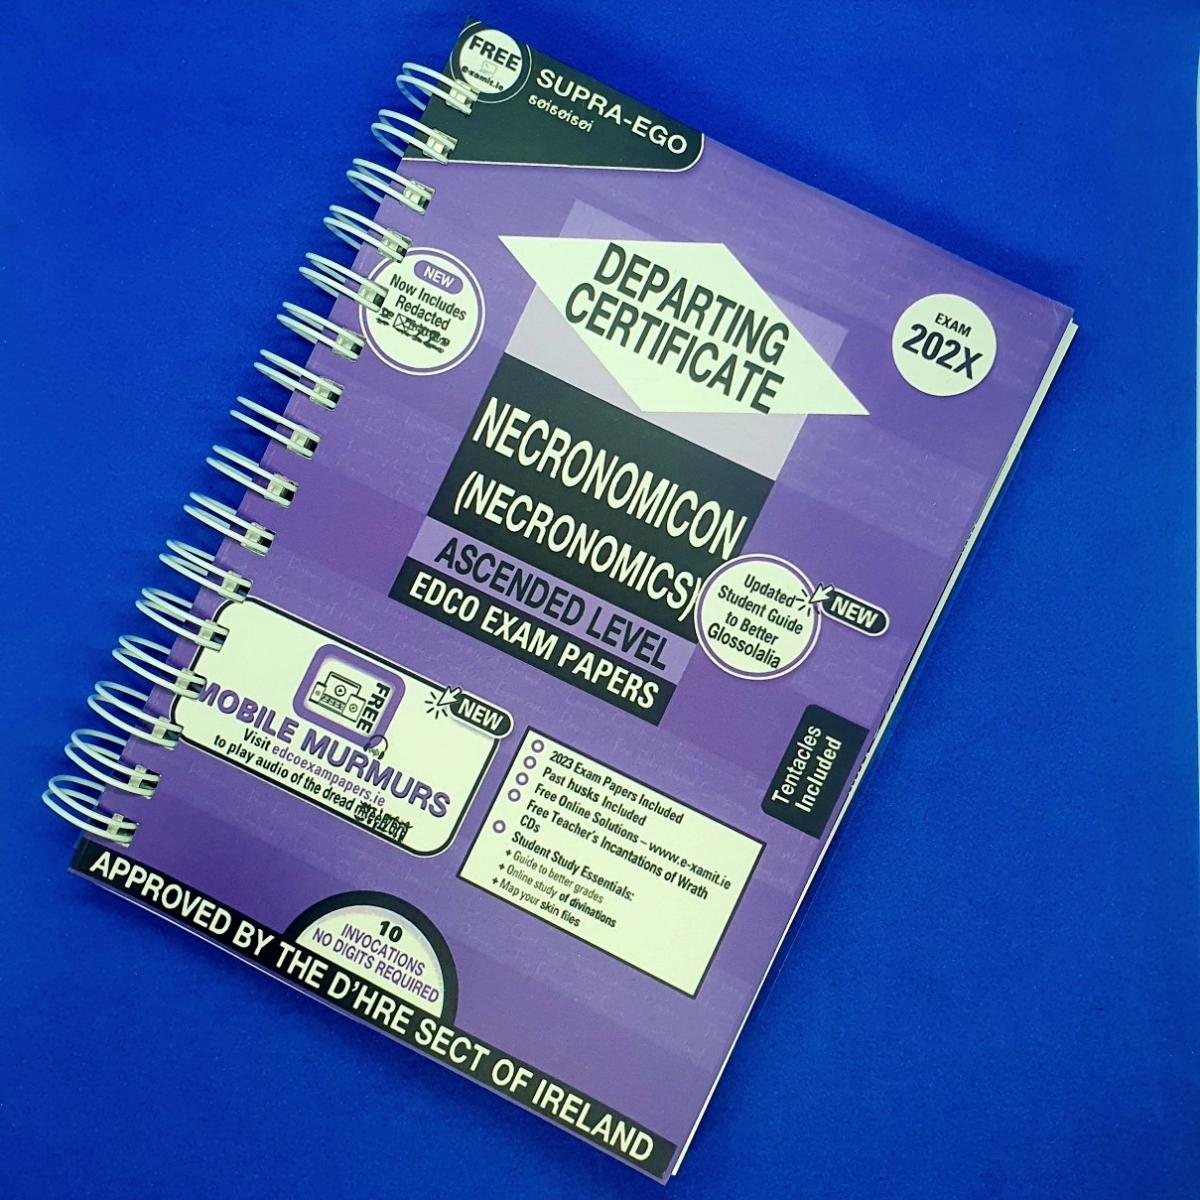 FREE
e-xamit.ie
SUPRA-EGO
NEW
Now Includes
Redacted
DEPARTING
CERTIFICATE
EXAM
202X
NECRONOMICON
(NECRONOMICS)
ASCENDED LEVEL
EDCO EXAM PAPERS
Updated
Student Guide
to Better
Glossolalia
NEW
FREE
NEW
MOBILE MURMURS
Visit edcoexampapers.ie
to play audio of the dread
Tentacles
Included
2023 Exam Papers Included
Past husks Included
Free Online Solutions – www.e-xamit.ie
Free Teacher's Incantations of Wrath
CDs
Student Study Essentials:
+ Guide to better grades
+ Online study of divinations
+ Map your skin files
10
INVOCATIONS
NO DIGITS REQUIRED
APPROVED BY THE D'HRE SECT OF IRELAND